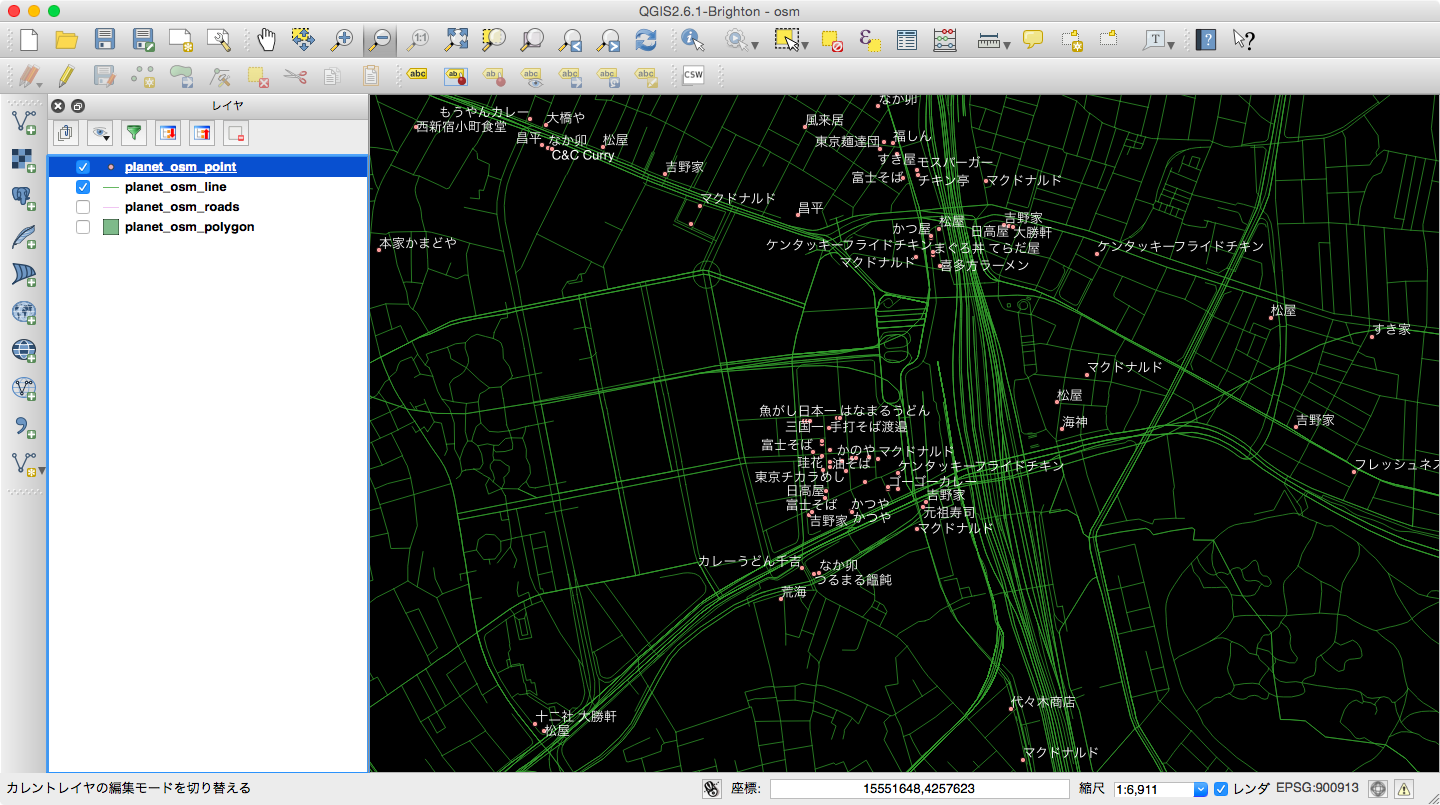 QGIS2.6.1-Brighton - osm
1:1
T
?
?
abc
ab
ab
abc
abc
abc
abc
CSW
レイヤ
planet_osm_point
planet_osm_line
planet_osm_roads
planet_osm_polygon
なか卯
もうやんカレー
大橋や
風来居
西新宿小町食堂
昌平
なか卯
松屋
東京麺達団
福しん
C&C Curry
すき屋
モスバーガー
吉野家
富士そば
チキン亭
マクドナルド
マクドナルド
昌平
松屋
吉野家
かつ屋
日高屋
大勝軒
本家かまどや
ケンタッキーフライドチキン
まぐろ丼
てらだ屋
ケンタッキーフライドチキン
マクドナルド
喜多方ラーメン
松屋
すき家
マクドナルド
松屋
魚がし日本一
はなまるうどん
海神
吉野家
三国一
手打そば渡邉
富士そば
かのや
マクドナルド
珪花
油そば
ケンタッキーフライドチキン
フレッシュネス
東京チカラめし
ゴーゴーカレー
日高屋
吉野家
富士そば
かつや
元祖寿司
吉野家
かつや
マクドナルド
カレーうどん千吉
なか卯
つるまる饂飩
荒海
代々木商店
十二社 大勝軒
松屋
マクドナルド
カレントレイヤの編集モードを切り替える
座標:
15551648,4257623
縮尺
1:6,911
レンダ
EPSG:900913